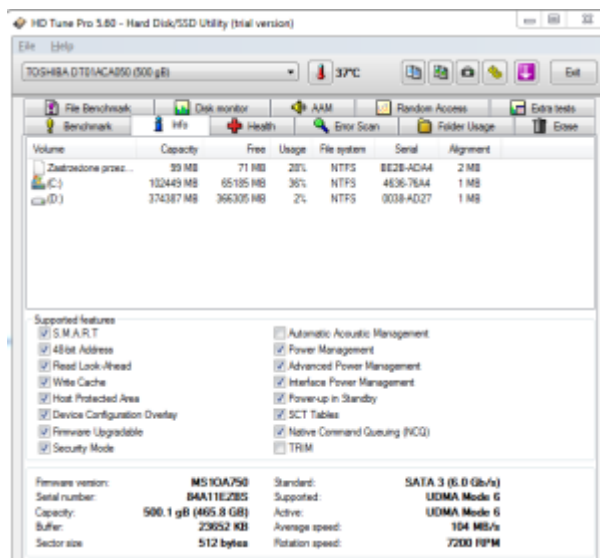 HD Tune Pro 5.60 - Hard Disk/SSD Utility (trial version)
File Help
TOSHIBA DT01ACA050 (500 gB) 37°C Exit
File Benchmark Disk monitor AAM Random Access Extra tests
Benchmark Info Health Error Scan Folder Usage Erase
Volume Capacity Free Usage File system Serial Alignment
Zastrzeżone przez... 99 MB 71 MB 28% NTFS BE2B-ADA4 2 MB
(C:) 102449 MB 65185 MB 36% NTFS 4636-76A4 1 MB
(D:) 374387 MB 366305 MB 2% NTFS 0038-AD27 1 MB
Supported features
S.M.A.R.T Automatic Acoustic Management
48-bit Address Power Management
Read Look-Ahead Advanced Power Management
Write Cache Interface Power Management
Host Protected Area Power-up in Standby
Device Configuration Overlay SCT Tables
Firmware Upgradable Native Command Queuing (NCQ)
Security Mode TRIM
Firmware version: MS1OA750 Standard: SATA 3 (6.0 Gb/s)
Serial number: Supported: UDMA Mode 6
Capacity: 500.1 gB (465.8 GB) Active: UDMA Mode 6
Buffer: 23652 KB Average speed: 104 MB/s
Sector size 512 bytes Rotation speed: 7200 RPM